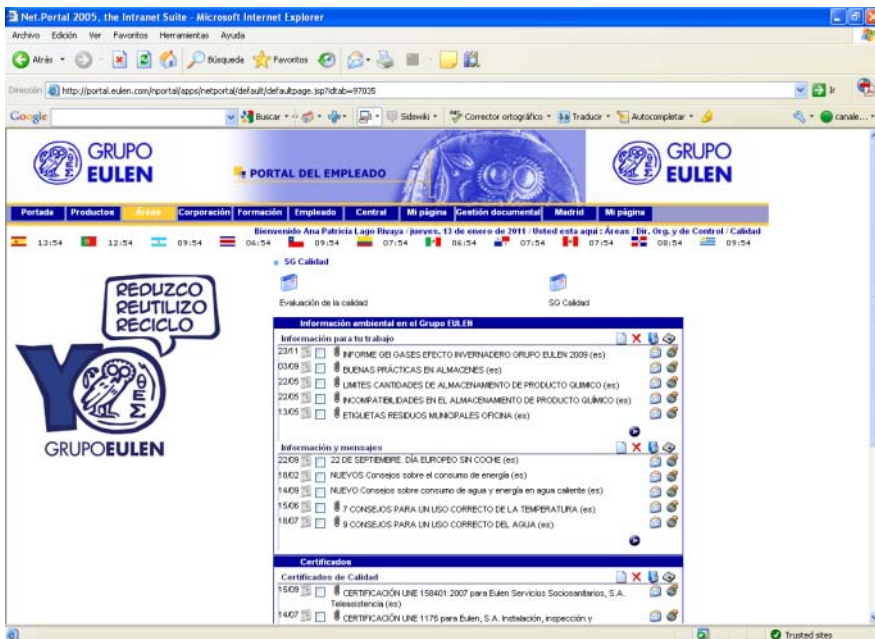 Net.Portal 2005, the Intranet Suite - Microsoft Internet Explorer
Archivo Edición Ver Favoritos Herramientas Ayuda
Atrás Búsqueda Favoritos
Dirección http://portal.eulen.com/nportal/apps/netportal/default/defaultpage.jsp?idtab=97035 Ir
Google Buscar Sidewiki Corrector ortográfico Traducir Autocompletar canale...
GRUPO EULEN
PORTAL DEL EMPLEADO
GRUPO EULEN
Portada Productos Áreas Corporación Formación Empleado Central Mi página Gestión documental Madrid Mi página
Bienvenido Ana Patricia Lago Rivaya / jueves, 13 de enero de 2011 / Usted esta aquí : Áreas / Dir. Org. y de Control / Calidad
13:54 12:54 09:54 06:54 09:54 07:54 06:54 07:54 07:54 08:54 09:54
SG Calidad
REDUZCO
REUTILIZO
RECICLO
YO
GRUPOEULEN
Evaluación de la calidad SG Calidad
Información ambiental en el Grupo EULEN
Información para tu trabajo
23/11 INFORME GEI GASES EFECTO INVERNADERO GRUPO EULEN 2009 (es)
03/09 BUENAS PRÁCTICAS EN ALMACENES (es)
22/05 LIMITES CANTIDADES DE ALMACENAMIENTO DE PRODUCTO QUIMICO (es)
22/05 INCOMPATIBILIDADES EN EL ALMACENAMIENTO DE PRODUCTO QUÍMICO (es)
13/05 ETIQUETAS RESIDUOS MUNICIPALES OFICINA (es)
Información y mensajes
22/09 22 DE SEPTIEMBRE. DÍA EUROPEO SIN COCHE (es)
18/02 NUEVOS Consejos sobre el consumo de energía (es)
14/09 NUEVO Consejos sobre consumo de agua y energía en agua caliente (es)
15/06 7 CONSEJOS PARA UN USO CORRECTO DE LA TEMPERATURA (es)
18/07 9 CONSEJOS PARA UN USO CORRECTO DEL AGUA (es)
Certificados
Certificados de Calidad
15/09 CERTIFICACIÓN UNE 158401:2007 para Eulen Servicios Sociosanitarios, S.A.
Teleasistencia (es)
14/07 CERTIFICACIÓN UNE 1176 para Eulen, S.A. Instalación, inspección y
Trusted sites